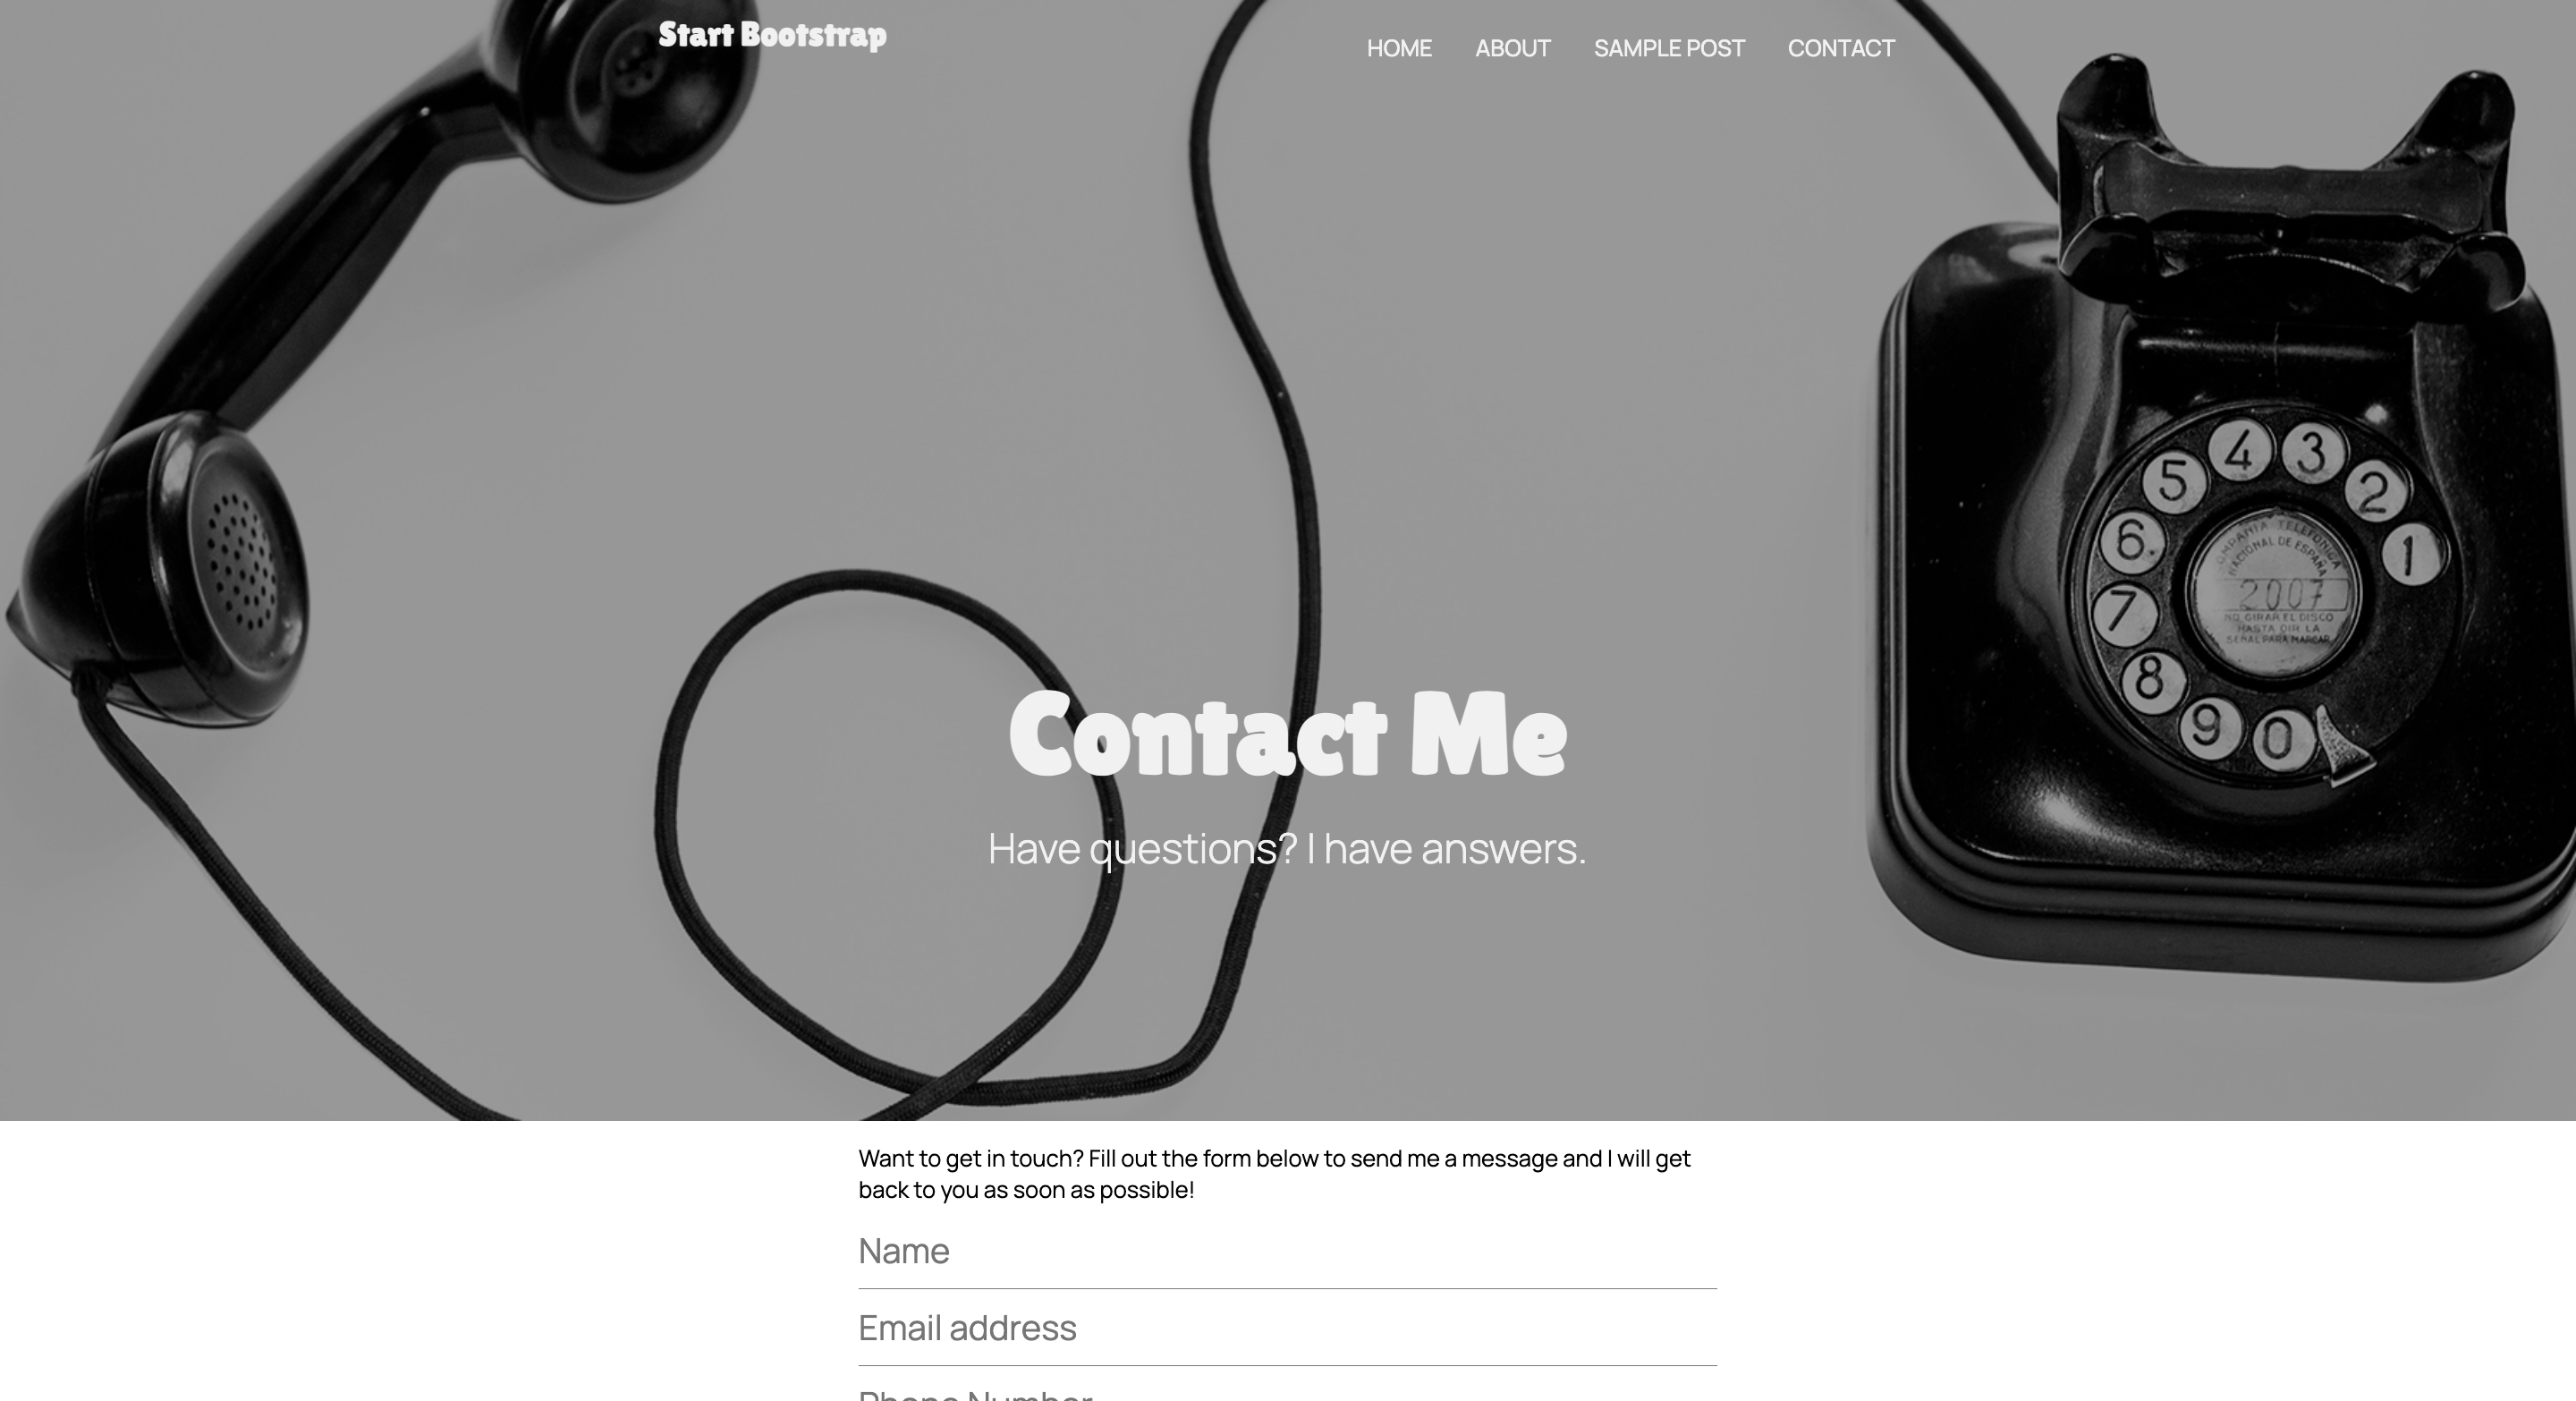 Start Bootstrap
HOME ABOUT SAMPLE POST CONTACT
4 3
5 2
6 1
7
8
9 0
COMPAÑIA TELEFONICA
NACIONAL DE ESPAÑA
2007
NO GIRAR EL DISCO
HASTA OIR LA
SEÑAL PARA MARCAR
Contact Me
Have questions? I have answers.
Want to get in touch? Fill out the form below to send me a message and I will get
back to you as soon as possible!
Name
Email address
Phone Number